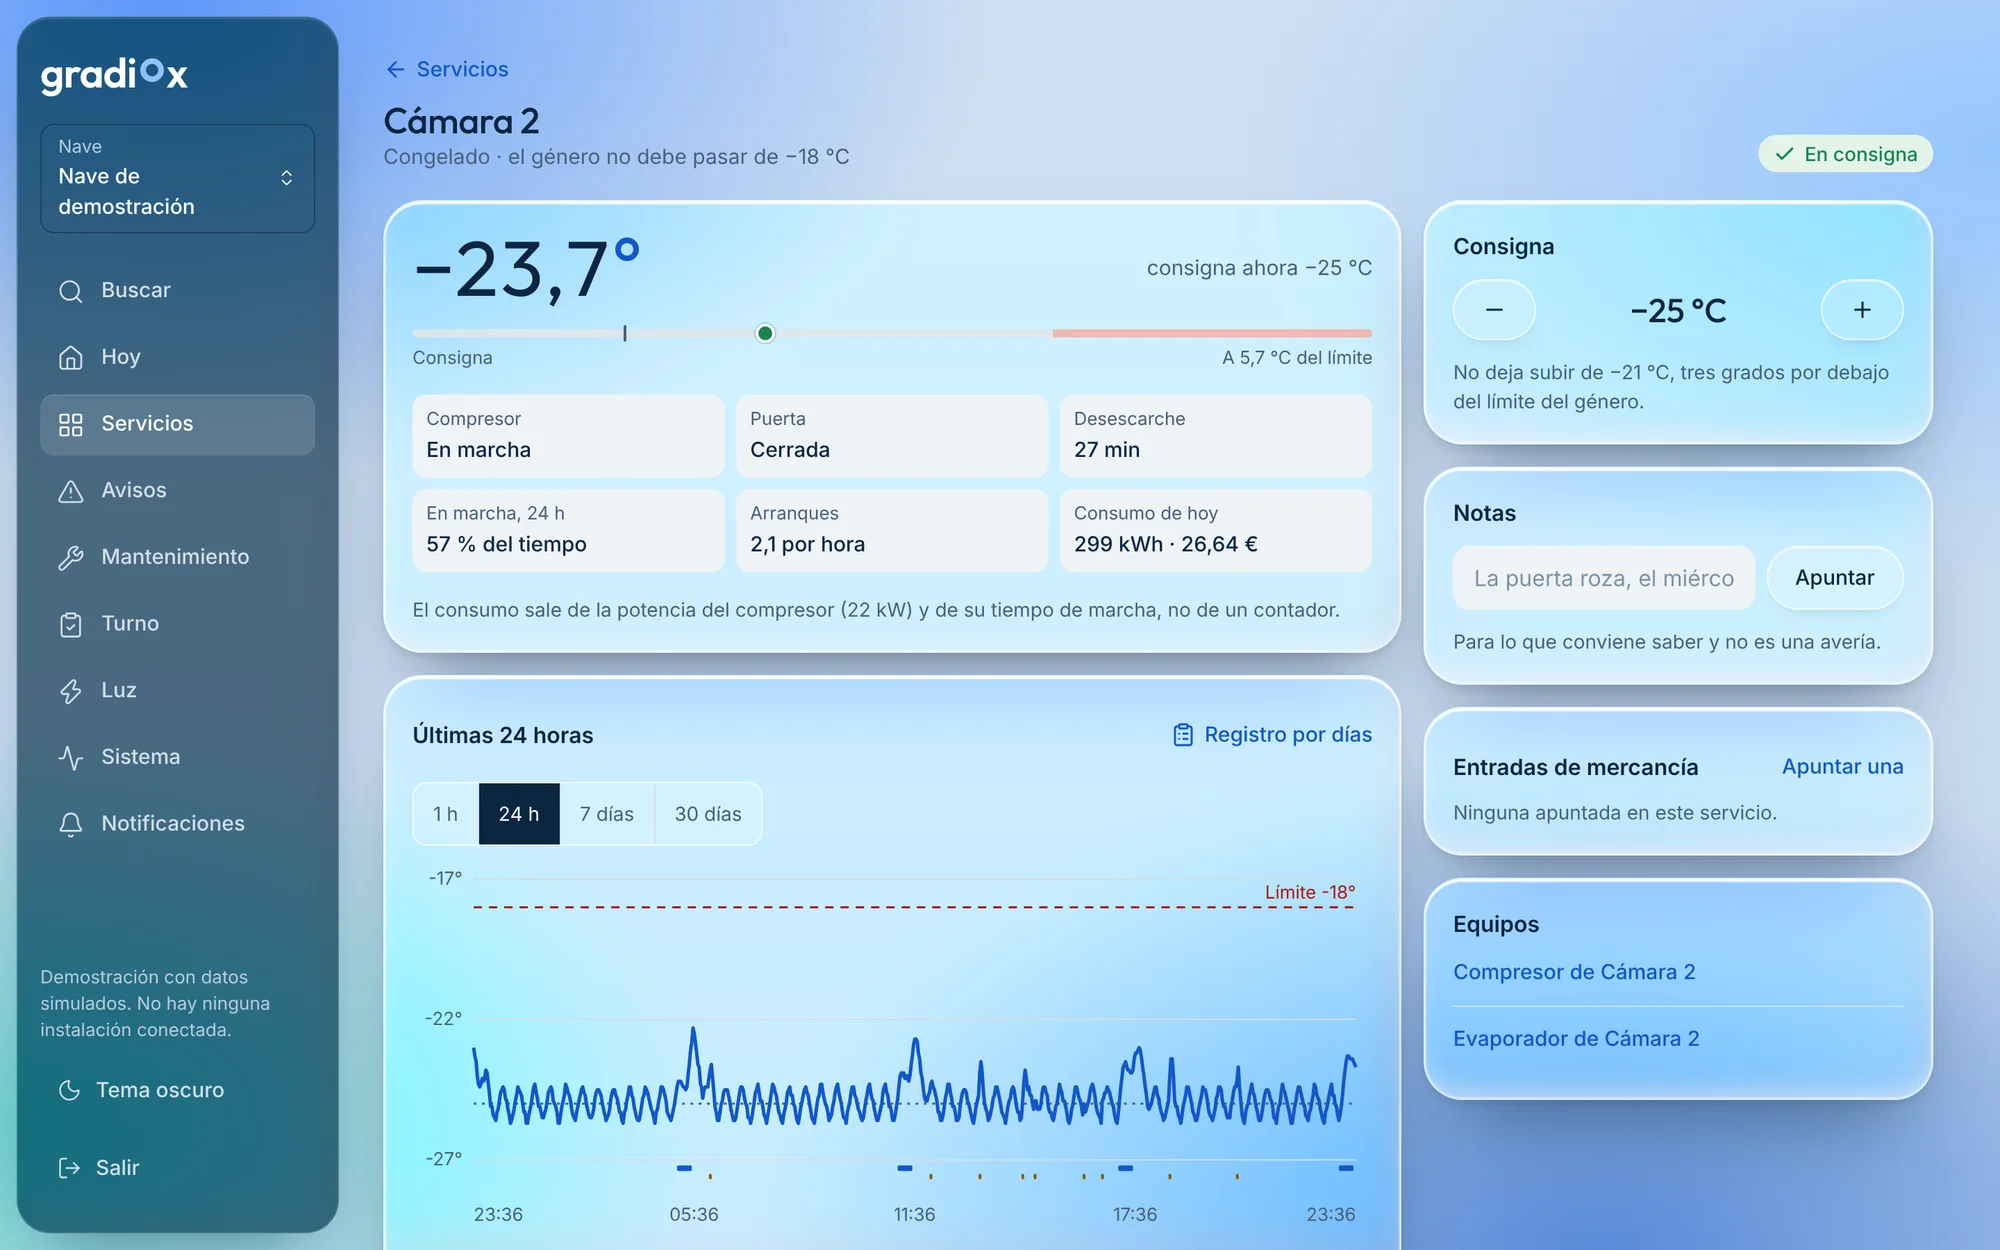 gradiox
Nave
Nave de
demostración
Buscar
Hoy
Servicios
Avisos
Mantenimiento
Turno
Luz
Sistema
Notificaciones
Demostración con datos
simulados. No hay ninguna
instalación conectada.
Tema oscuro
Salir
Servicios
Cámara 2
Congelado · el género no debe pasar de −18 °C
En consigna
−23,7°
consigna ahora −25 °C
Consigna
A 5,7 °C del límite
Compresor
En marcha
Puerta
Cerrada
Desescarche
27 min
En marcha, 24 h
57 % del tiempo
Arranques
2,1 por hora
Consumo de hoy
299 kWh · 26,64 €
El consumo sale de la potencia del compresor (22 kW) y de su tiempo de marcha, no de un contador.
Últimas 24 horas
Registro por días
1 h
24 h
7 días
30 días
-17°
Límite -18°
-22°
-27°
23:36
05:36
11:36
17:36
23:36
Consigna
−
−25 °C
+
No deja subir de −21 °C, tres grados por debajo
del límite del género.
Notas
La puerta roza, el miérco
Apuntar
Para lo que conviene saber y no es una avería.
Entradas de mercancía
Apuntar una
Ninguna apuntada en este servicio.
Equipos
Compresor de Cámara 2
Evaporador de Cámara 2